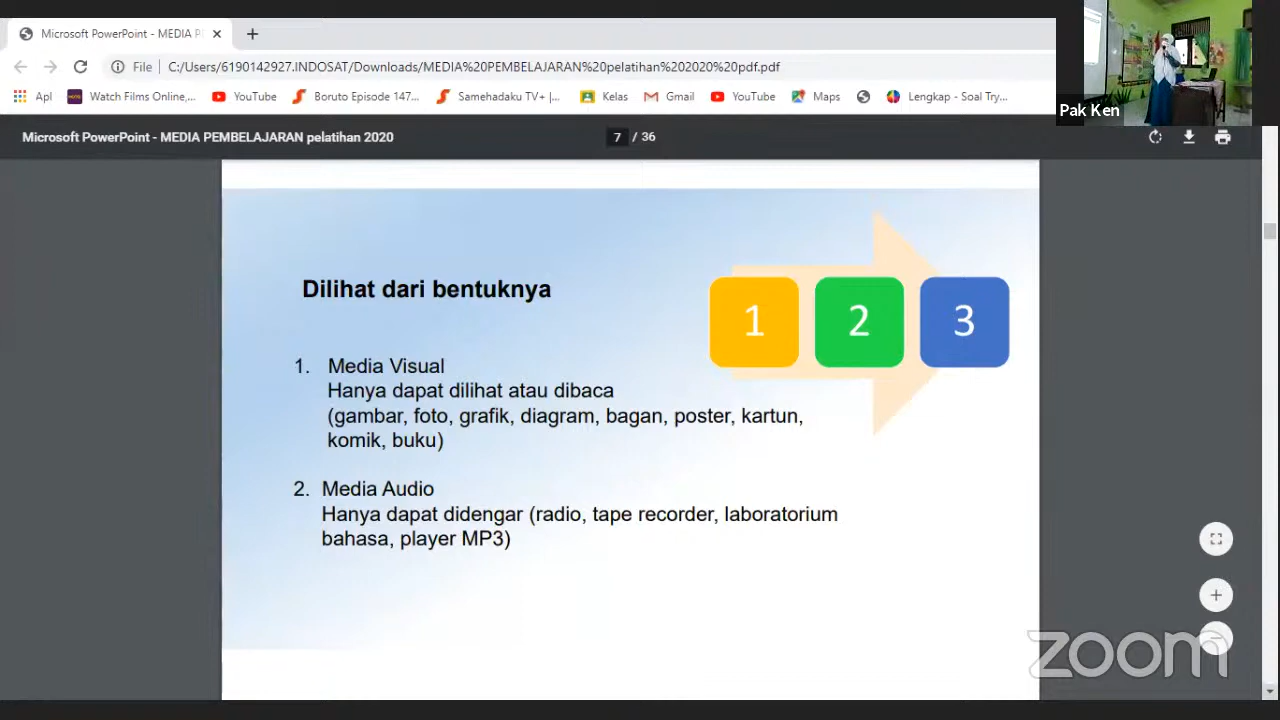 Microsoft PowerPoint - MEDIA P
File
C:/Users/6190142927.INDOSAT/Downloads/MEDIA%20PEMBELAJARAN%20pelatihan%202020%20pdf.pdf
Apl
Watch Films Online,...
YouTube
Boruto Episode 147...
Samehadaku TV+ |...
Kelas
Gmail
YouTube
Maps
Lengkap - Soal Try...
Pak Ken
Microsoft PowerPoint - MEDIA PEMBELAJARAN pelatihan 2020
7 / 36
Dilihat dari bentuknya
1 2 3
1. Media Visual
Hanya dapat dilihat atau dibaca
(gambar, foto, grafik, diagram, bagan, poster, kartun,
komik, buku)
2. Media Audio
Hanya dapat didengar (radio, tape recorder, laboratorium
bahasa, player MP3)
zoom